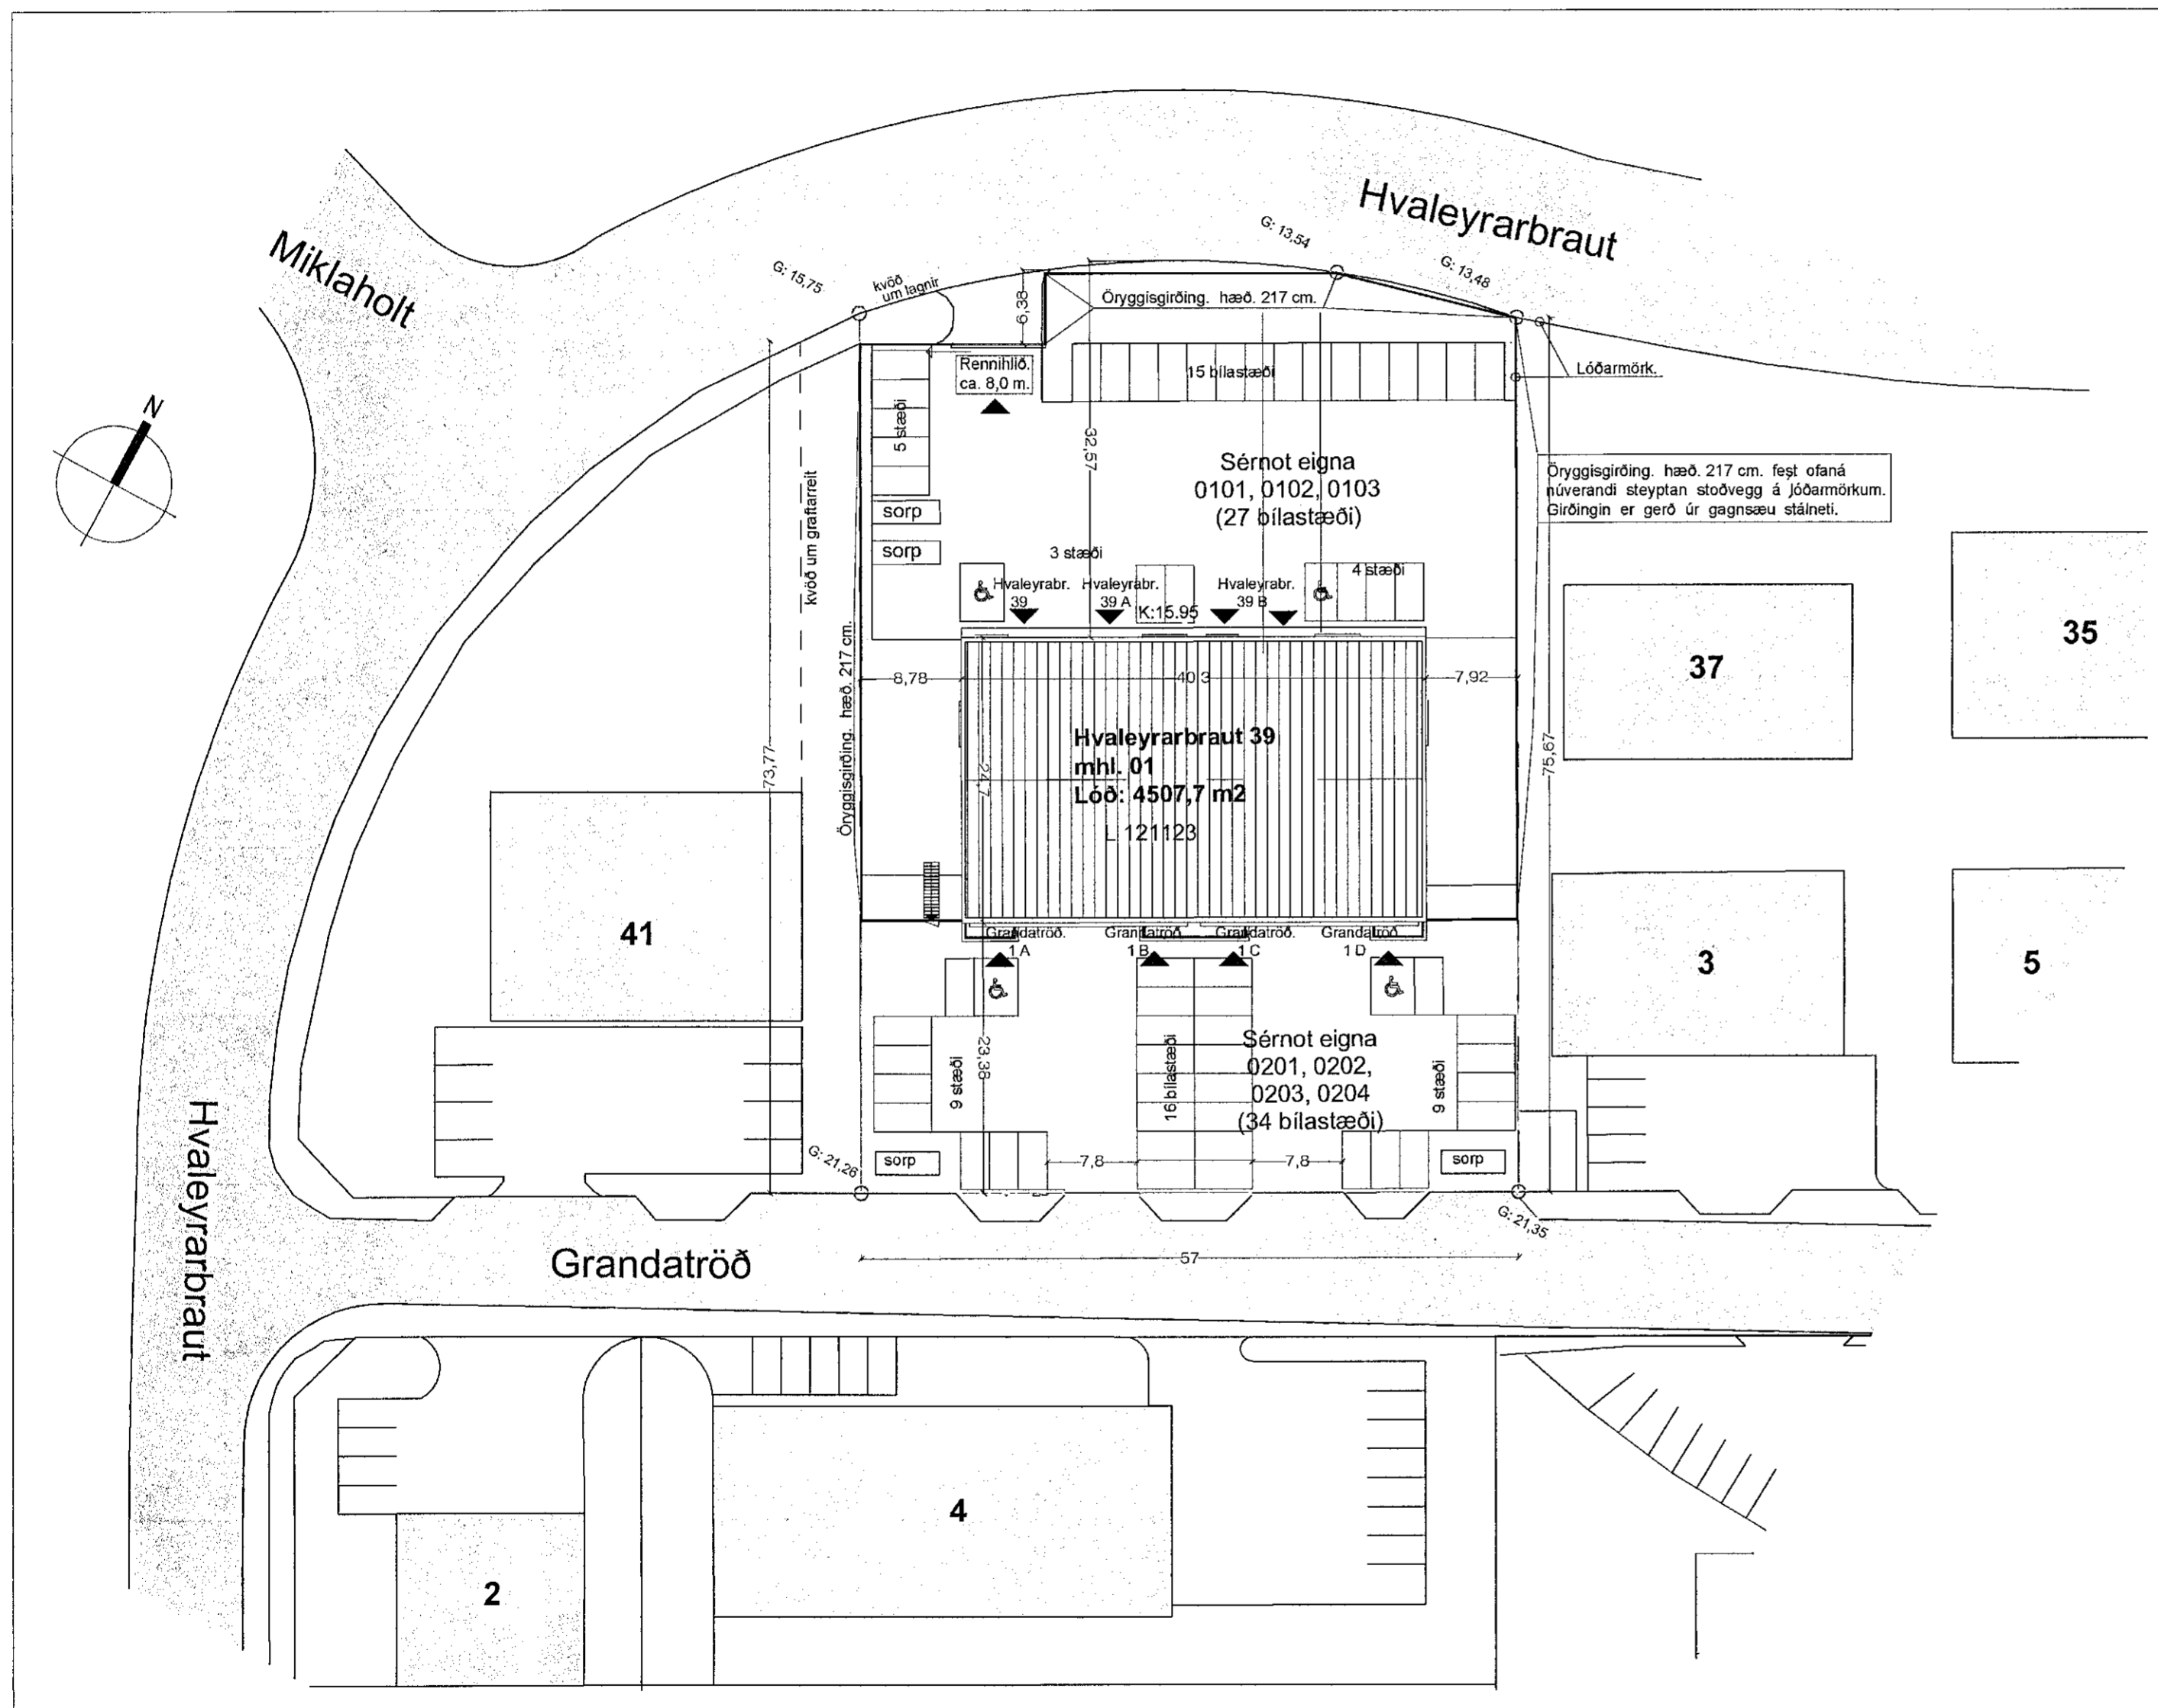 Hvaleyrarbraut
Miklaholt
G: 13,54
G: 13,48
G: 15,75
kvöð
um lagnir
6,38
Öryggisgirðing. hæð. 217 cm.
N
Rennihlið.
ca. 8,0 m.
15 bílastæði
Lóðarmörk.
5 stæði
32,57
Sérnot eigna
0101, 0102, 0103
(27 bílastæði)
Öryggisgirðing. hæð. 217 cm. fest ofaná
núverandi steyptan stoðvegg á lóðarmörkum.
Girðingin er gerð úr gagnsæu stálneti.
kvöð um graftarreit
sorp
sorp
3 stæði
4 stæði
Hvaleyrabr.
39
Hvaleyrabr.
39 A
Hvaleyrabr.
39 B
K:15.95
Öryggisgirðing. hæð. 217 cm.
8,78
40,3
7,92
37
35
Hvaleyrarbraut 39
mhl. 01
Lóð: 4507,7 m2
L 121123
24,7
73,77
75,67
41
Grandatröð.
1 A
Grandatröð.
1 B
Grandatröð.
1 C
Grandatröð.
1 D
3
5
9 stæði
23,38
16 bílastæði
Sérnot eigna
0201, 0202,
0203, 0204
(34 bílastæði)
9 stæði
sorp
7,8
7,8
sorp
G: 21,26
G: 21,35
Hvaleyrarbraut
Grandatröð
57
4
2